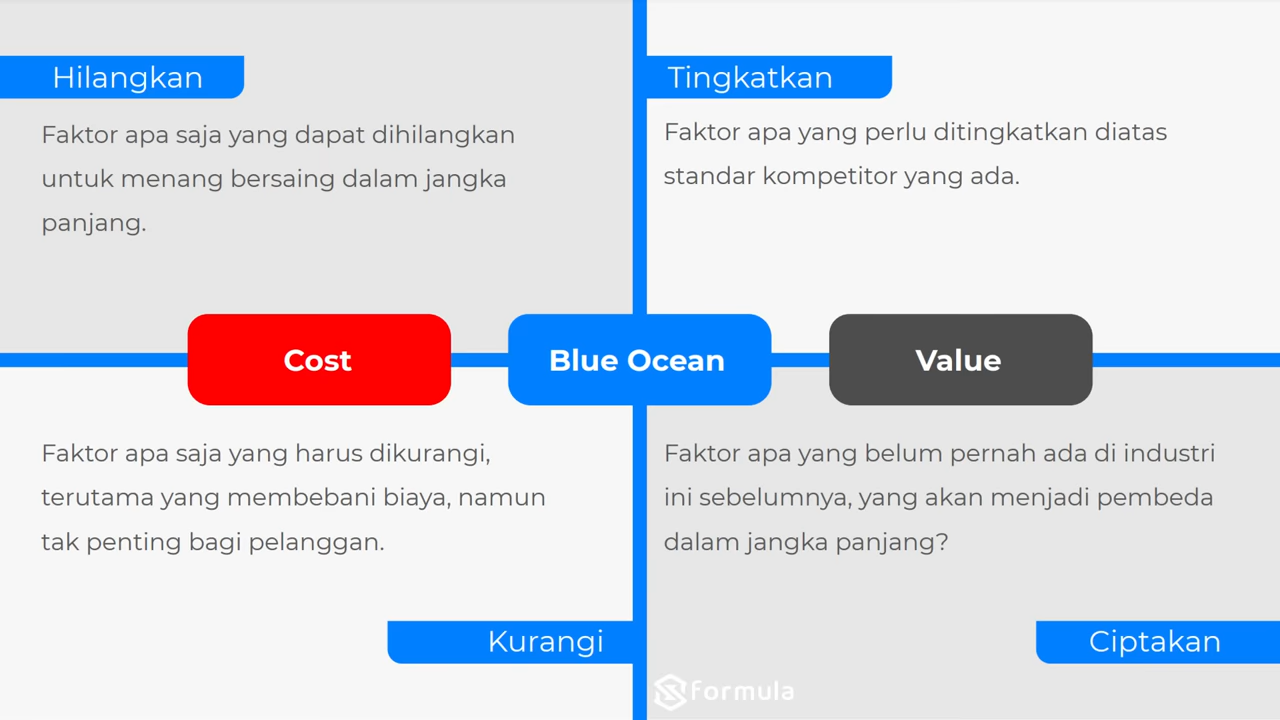 Hilangkan
Faktor apa saja yang dapat dihilangkan
untuk menang bersaing dalam jangka
panjang.
Tingkatkan
Faktor apa yang perlu ditingkatkan diatas
standar kompetitor yang ada.
Cost
Blue Ocean
Value
Faktor apa saja yang harus dikurangi,
terutama yang membebani biaya, namun
tak penting bagi pelanggan.
Kurangi
Faktor apa yang belum pernah ada di industri
ini sebelumnya, yang akan menjadi pembeda
dalam jangka panjang?
Ciptakan
formula